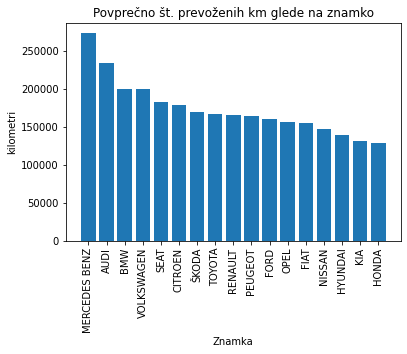 Povprečno št. prevoženih km glede na znamko
kilometri
250000
200000
150000
100000
50000
0
MERCEDES BENZ
AUDI
BMW
VOLKSWAGEN
SEAT
CITROEN
ŠKODA
TOYOTA
RENAULT
PEUGEOT
FORD
OPEL
FIAT
NISSAN
HYUNDAI
KIA
HONDA
Znamka